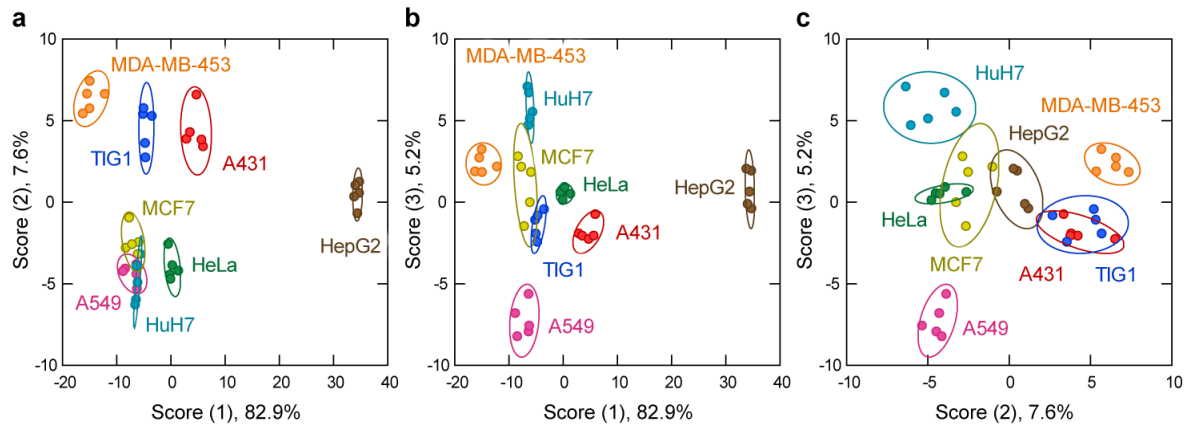 a
10
5
0
-5
-10
-20
-10
0
10
20
30
40
Score (2), 7.6%
Score (1), 82.9%
MDA-MB-453
TIG1
A431
MCF7
HepG2
HeLa
A549
HuH7
b
10
5
0
-5
-10
-20
-10
0
10
20
30
40
Score (3), 5.2%
Score (1), 82.9%
MDA-MB-453
HuH7
MCF7
HeLa
HepG2
A431
TIG1
A549
c
10
5
0
-5
-10
-10
-5
0
5
10
Score (3), 5.2%
Score (2), 7.6%
HuH7
MDA-MB-453
HepG2
HeLa
MCF7
A431
TIG1
A549